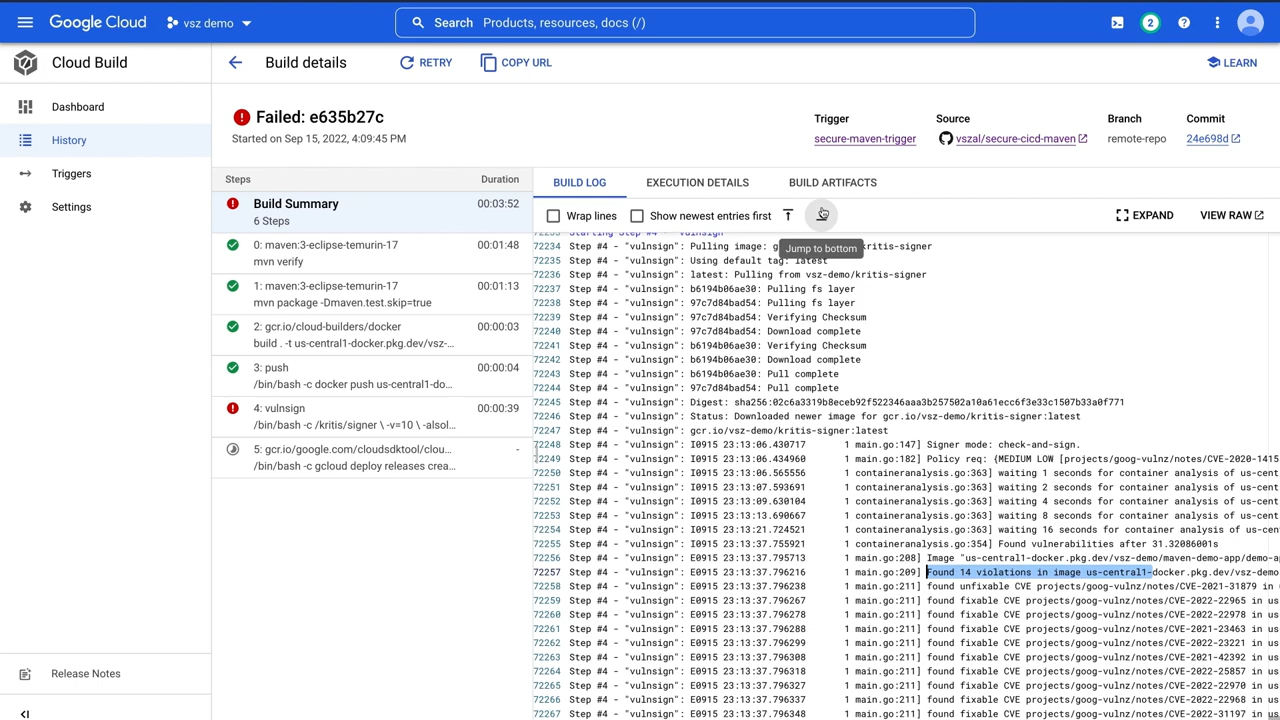 Google Cloud
vsz demo
Search Products, resources, docs (/)
2
Cloud Build
Build details
RETRY
COPY URL
LEARN
Dashboard
History
Triggers
Settings
Release Notes
Failed: e635b27c
Started on Sep 15, 2022, 4:09:45 PM
Trigger
secure-maven-trigger
Source
vszal/secure-cicd-maven
Branch
remote-repo
Commit
24e698d
Steps Duration
Build Summary 00:03:52
6 Steps
0: maven:3-eclipse-temurin-17 00:01:48
mvn verify
1: maven:3-eclipse-temurin-17 00:01:13
mvn package -Dmaven.test.skip=true
2: gcr.io/cloud-builders/docker 00:00:03
build . -t us-central1-docker.pkg.dev/vsz-...
3: push 00:00:04
/bin/bash -c docker push us-central1-do...
4: vulnsign 00:00:39
/bin/bash -c /kritis/signer \ -v=10 \ -alsol...
5: gcr.io/google.com/cloudsdktool/clou... -
/bin/bash -c gcloud deploy releases crea...
BUILD LOG
EXECUTION DETAILS
BUILD ARTIFACTS
Wrap lines
Show newest entries first
EXPAND
VIEW RAW
Jump to bottom
72233 Starting Step #4 - "vulnsign"
72234 Step #4 - "vulnsign": Pulling image: kritis-signer
72235 Step #4 - "vulnsign": Using default tag: latest
72236 Step #4 - "vulnsign": latest: Pulling from vsz-demo/kritis-signer
72237 Step #4 - "vulnsign": b6194b06ae30: Pulling fs layer
72238 Step #4 - "vulnsign": 97c7d84bad54: Pulling fs layer
72239 Step #4 - "vulnsign": 97c7d84bad54: Verifying Checksum
72240 Step #4 - "vulnsign": 97c7d84bad54: Download complete
72241 Step #4 - "vulnsign": b6194b06ae30: Verifying Checksum
72242 Step #4 - "vulnsign": b6194b06ae30: Download complete
72243 Step #4 - "vulnsign": b6194b06ae30: Pull complete
72244 Step #4 - "vulnsign": 97c7d84bad54: Pull complete
72245 Step #4 - "vulnsign": Digest: sha256:02c6a3319b8eceb92f522346aaa3b257502a10a61ecc6f3e33c1507b33a0f771
72246 Step #4 - "vulnsign": Status: Downloaded newer image for gcr.io/vsz-demo/kritis-signer:latest
72247 Step #4 - "vulnsign": gcr.io/vsz-demo/kritis-signer:latest
72248 Step #4 - "vulnsign": I0915 23:13:06.430717 1 main.go:147] Signer mode: check-and-sign.
72249 Step #4 - "vulnsign": I0915 23:13:06.434960 1 main.go:182] Policy req: {MEDIUM LOW [projects/goog-vulnz/notes/CVE-2020-1415
72250 Step #4 - "vulnsign": I0915 23:13:06.565556 1 containeranalysis.go:363] waiting 1 seconds for container analysis of us-cent
72251 Step #4 - "vulnsign": I0915 23:13:07.593691 1 containeranalysis.go:363] waiting 2 seconds for container analysis of us-cent
72252 Step #4 - "vulnsign": I0915 23:13:09.630104 1 containeranalysis.go:363] waiting 4 seconds for container analysis of us-cent
72253 Step #4 - "vulnsign": I0915 23:13:13.690667 1 containeranalysis.go:363] waiting 8 seconds for container analysis of us-cent
72254 Step #4 - "vulnsign": I0915 23:13:21.724521 1 containeranalysis.go:363] waiting 16 seconds for container analysis of us-cen
72255 Step #4 - "vulnsign": I0915 23:13:37.755921 1 containeranalysis.go:354] Found vulnerabilities after 31.32086001s
72256 Step #4 - "vulnsign": E0915 23:13:37.795713 1 main.go:208] Image "us-central1-docker.pkg.dev/vsz-demo/maven-demo-app/demo-a
72257 Step #4 - "vulnsign": E0915 23:13:37.796216 1 main.go:209] Found 14 violations in image us-central1-docker.pkg.dev/vsz-demo
72258 Step #4 - "vulnsign": E0915 23:13:37.796238 1 main.go:211] found unfixable CVE projects/goog-vulnz/notes/CVE-2021-31879 in
72259 Step #4 - "vulnsign": E0915 23:13:37.796267 1 main.go:211] found fixable CVE projects/goog-vulnz/notes/CVE-2022-22965 in us
72260 Step #4 - "vulnsign": E0915 23:13:37.796278 1 main.go:211] found fixable CVE projects/goog-vulnz/notes/CVE-2022-22978 in us
72261 Step #4 - "vulnsign": E0915 23:13:37.796288 1 main.go:211] found fixable CVE projects/goog-vulnz/notes/CVE-2021-23463 in us
72262 Step #4 - "vulnsign": E0915 23:13:37.796299 1 main.go:211] found fixable CVE projects/goog-vulnz/notes/CVE-2022-23221 in us
72263 Step #4 - "vulnsign": E0915 23:13:37.796308 1 main.go:211] found fixable CVE projects/goog-vulnz/notes/CVE-2021-42392 in us
72264 Step #4 - "vulnsign": E0915 23:13:37.796318 1 main.go:211] found fixable CVE projects/goog-vulnz/notes/CVE-2022-25857 in us
72265 Step #4 - "vulnsign": E0915 23:13:37.796327 1 main.go:211] found fixable CVE projects/goog-vulnz/notes/CVE-2022-22970 in us
72266 Step #4 - "vulnsign": E0915 23:13:37.796337 1 main.go:211] found fixable CVE projects/goog-vulnz/notes/CVE-2022-22968 in us
72267 Step #4 - "vulnsign": E0915 23:13:37.796348 1 main.go:211] found fixable CVE projects/goog-vulnz/notes/CVE-2022-31197 in us